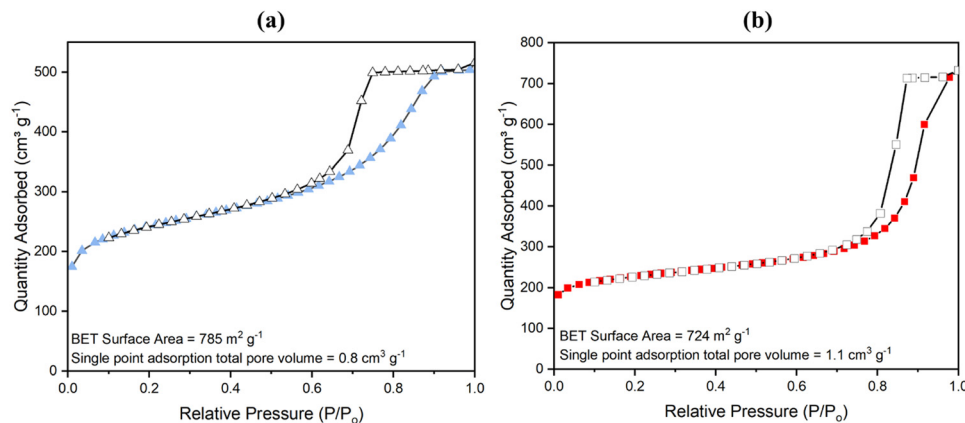 (a)
Quantity Adsorbed (cm³ g⁻¹)
500
400
300
200
100
0
BET Surface Area = 785 m² g⁻¹
Single point adsorption total pore volume = 0.8 cm³ g⁻¹
0.0 0.2 0.4 0.6 0.8 1.0
Relative Pressure (P/Pₒ)
(b)
Quantity Adsorbed (cm³ g⁻¹)
800
700
600
500
400
300
200
100
0
BET Surface Area = 724 m² g⁻¹
Single point adsorption total pore volume = 1.1 cm³ g⁻¹
0.0 0.2 0.4 0.6 0.8 1.0
Relative Pressure (P/Pₒ)